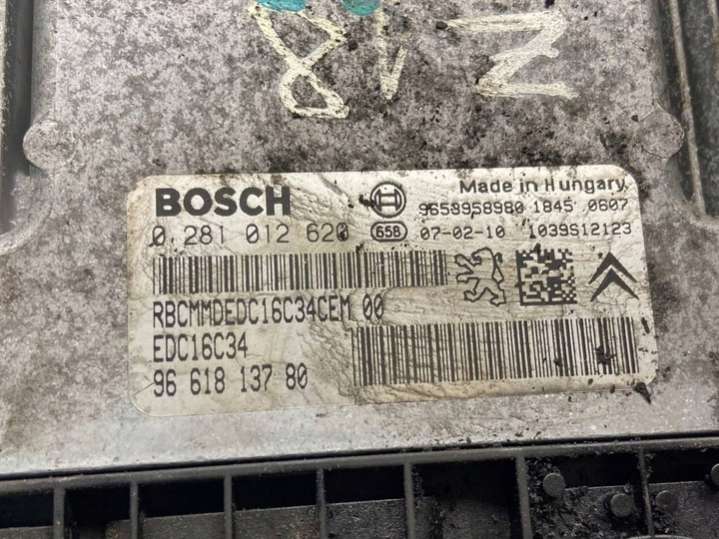 BOSCH
Made in Hungary
9658958980 1845 0607
0 281 012 620
658 07-02-10 1039S12123
RBCMMDEDC16C34CEM 00
EDC16C34
96 618 137 80